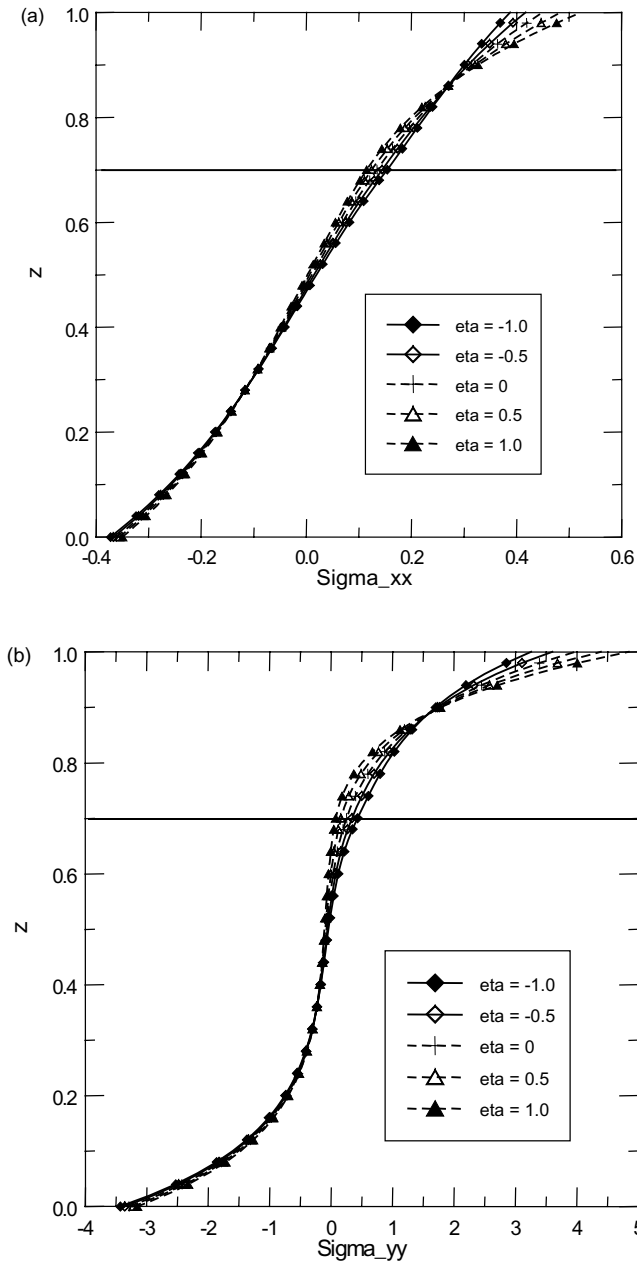 (a)
1.0
0.8
0.6
z
0.4
0.2
0.0
eta = -1.0
eta = -0.5
eta = 0
eta = 0.5
eta = 1.0
-0.4 -0.2 0.0 0.2 0.4 0.6
Sigma_xx
(b)
1.0
0.8
0.6
z
0.4
0.2
0.0
eta = -1.0
eta = -0.5
eta = 0
eta = 0.5
eta = 1.0
-4 -3 -2 -1 0 1 2 3 4 5
Sigma_yy